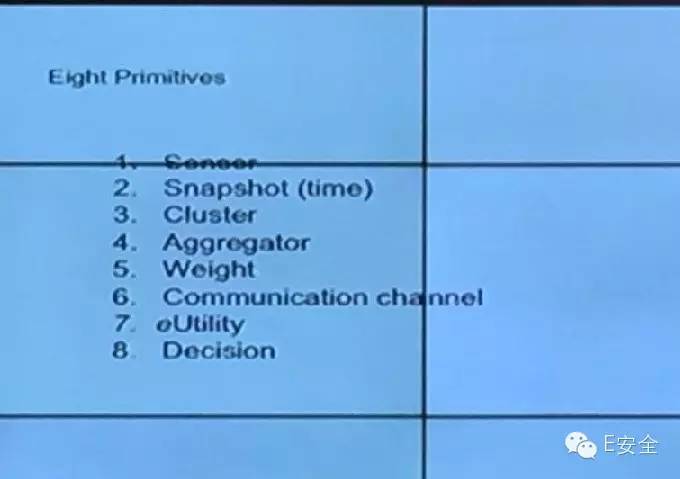 Eight Primitives
1. Sensor
2. Snapshot (time)
3. Cluster
4. Aggregator
5. Weight
6. Communication channel
7. eUtility
8. Decision
E安全